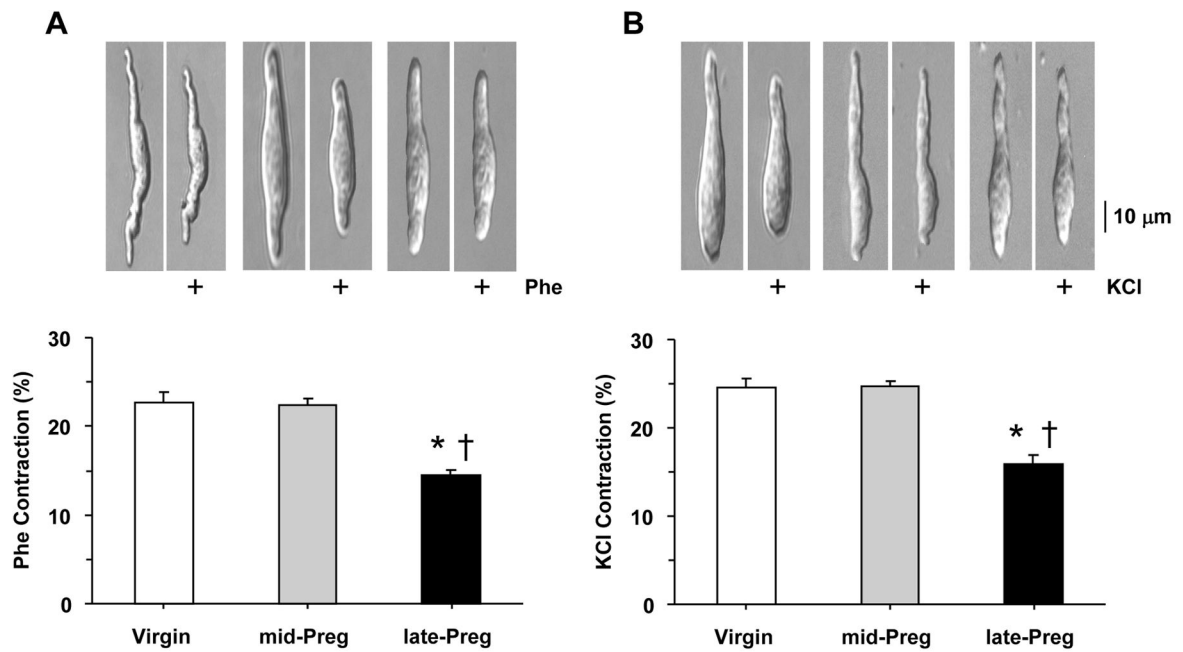 A
B
+ + + Phe
+ + + KCl
10 μm
Phe Contraction (%)
30
20
10
0
* †
Virgin mid-Preg late-Preg
KCl Contraction (%)
30
20
10
0
* †
Virgin mid-Preg late-Preg